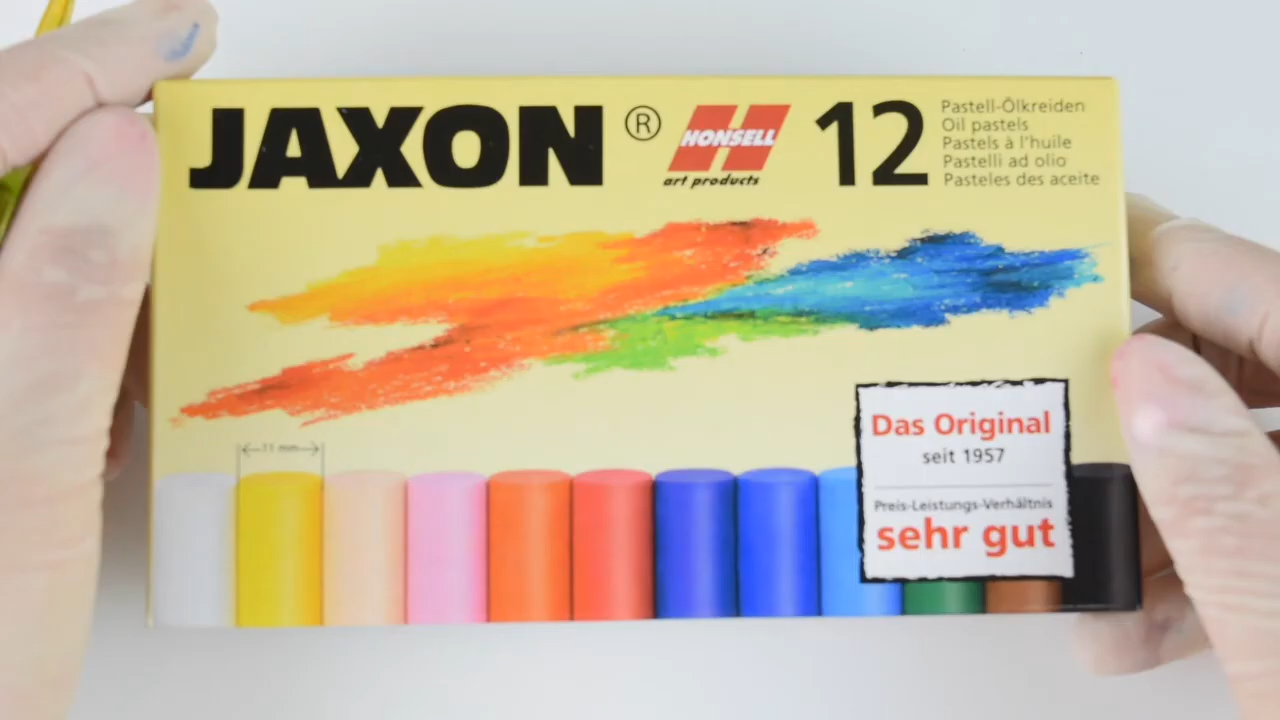 JAXON ® HONSELL 12
art products
Pastell-Ölkreiden
Oil pastels
Pastels à l'huile
Pastelli ad olio
Pasteles des aceite
11 mm
Das Original
seit 1957
Preis-Leistungs-Verhältnis
sehr gut